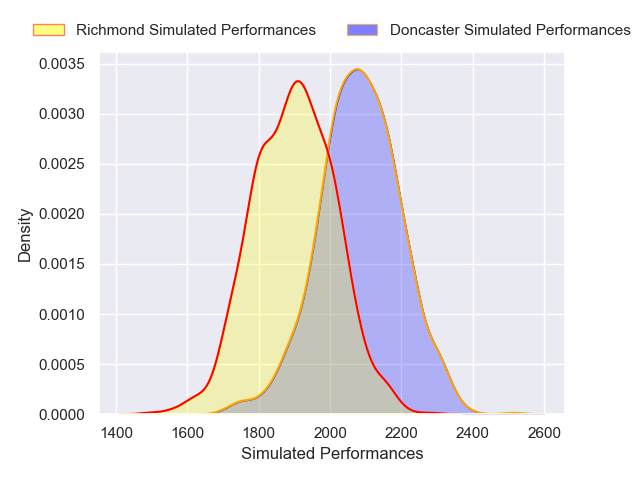 Richmond Simulated Performances
Doncaster Simulated Performances
0.0035
0.0030
0.0025
0.0020
0.0015
0.0010
0.0005
0.0000
Density
1400 1600 1800 2000 2200 2400 2600
Simulated Performances